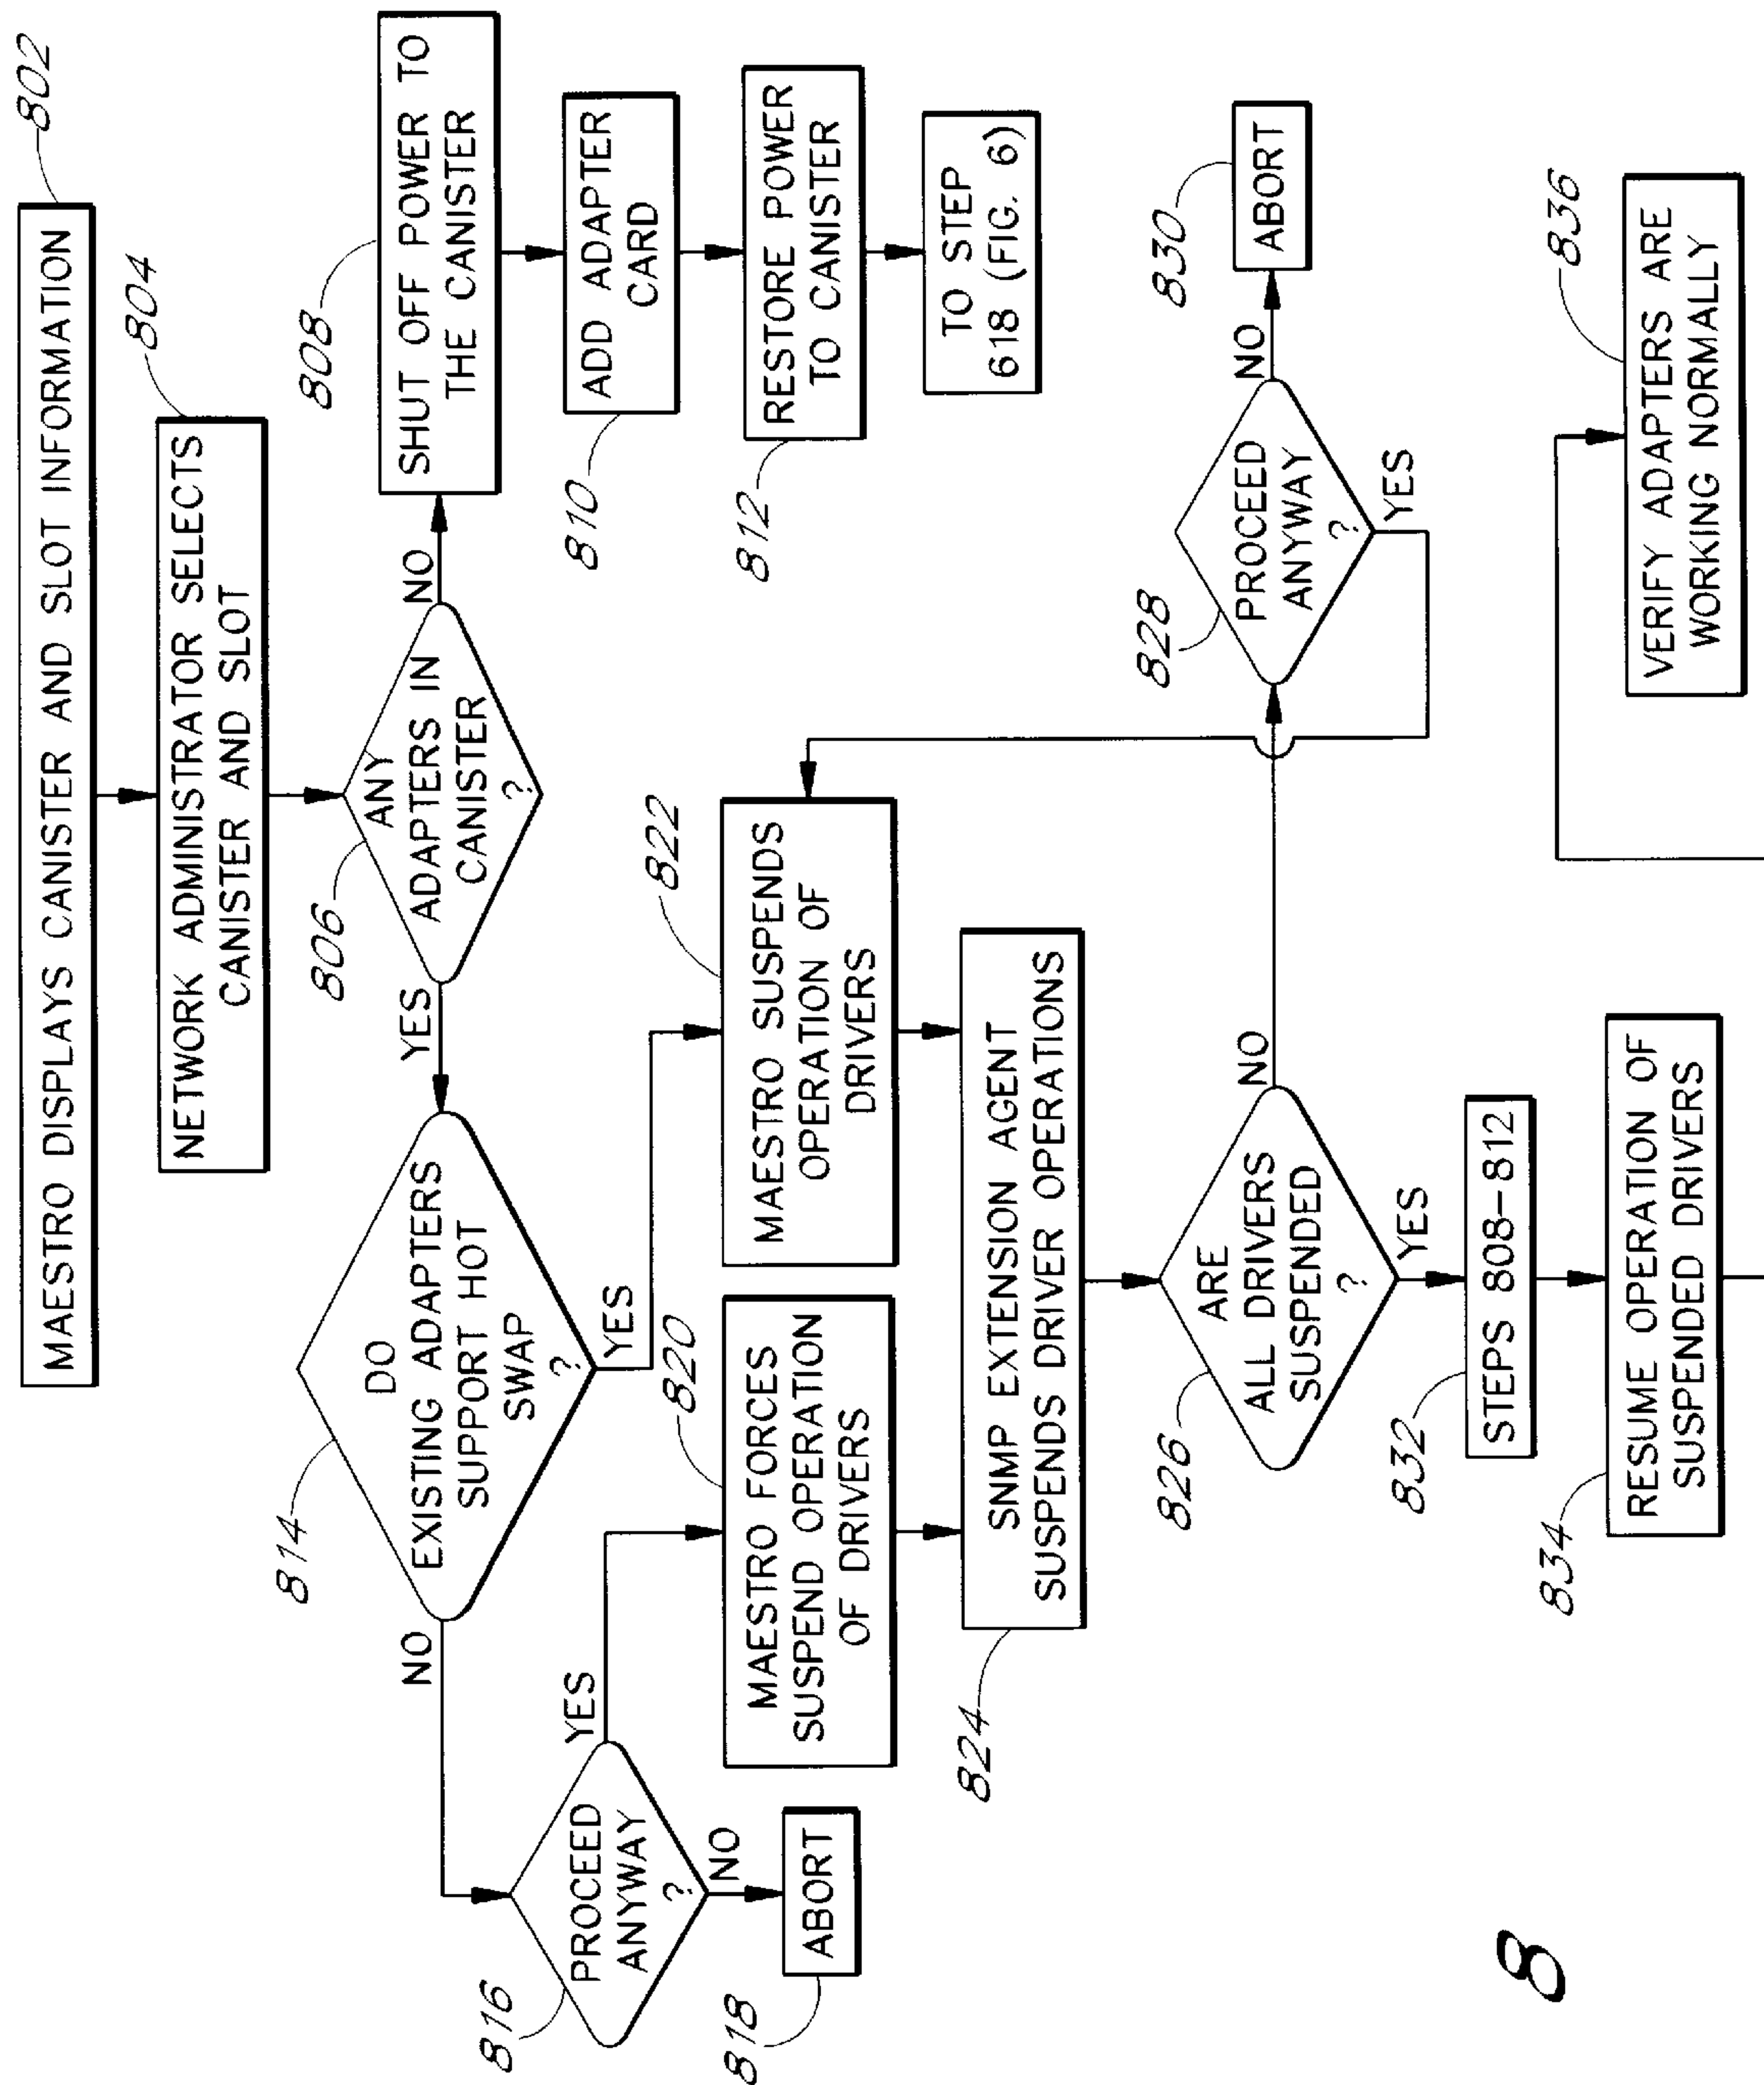 802
MAESTRO DISPLAYS CANISTER AND SLOT INFORMATION
804
NETWORK ADMINISTRATOR SELECTS
CANISTER AND SLOT
806
ANY
ADAPTERS IN
CANISTER
?
NO
YES
808
SHUT OFF POWER TO
THE CANISTER
810
ADD ADAPTER
CARD
812
RESTORE POWER
TO CANISTER
TO STEP
618 (FIG. 6)
814
DO
EXISTING ADAPTERS
SUPPORT HOT
SWAP
?
NO
YES
816
PROCEED
ANYWAY
?
YES
NO
818
ABORT
820
MAESTRO FORCES
SUSPEND OPERATION
OF DRIVERS
822
MAESTRO SUSPENDS
OPERATION OF
DRIVERS
824
SNMP EXTENSION AGENT
SUSPENDS DRIVER OPERATIONS
826
ARE
ALL DRIVERS
SUSPENDED
?
NO
YES
828
PROCEED
ANYWAY
?
NO
YES
830
ABORT
832
STEPS 808-812
834
RESUME OPERATION OF
SUSPENDED DRIVERS
836
VERIFY ADAPTERS ARE
WORKING NORMALLY
8